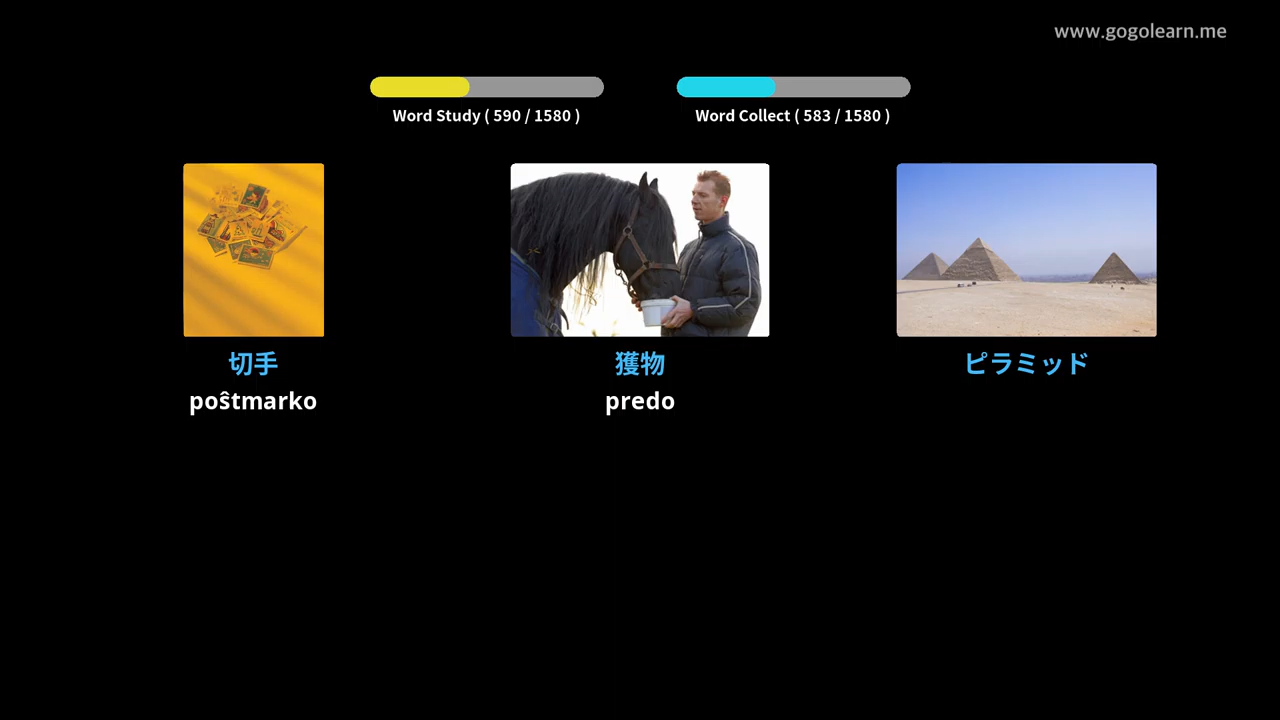 www.gogolearn.me
Word Study ( 590 / 1580 )
Word Collect ( 583 / 1580 )
切手
poŝtmarko
獲物
predo
ピラミッド